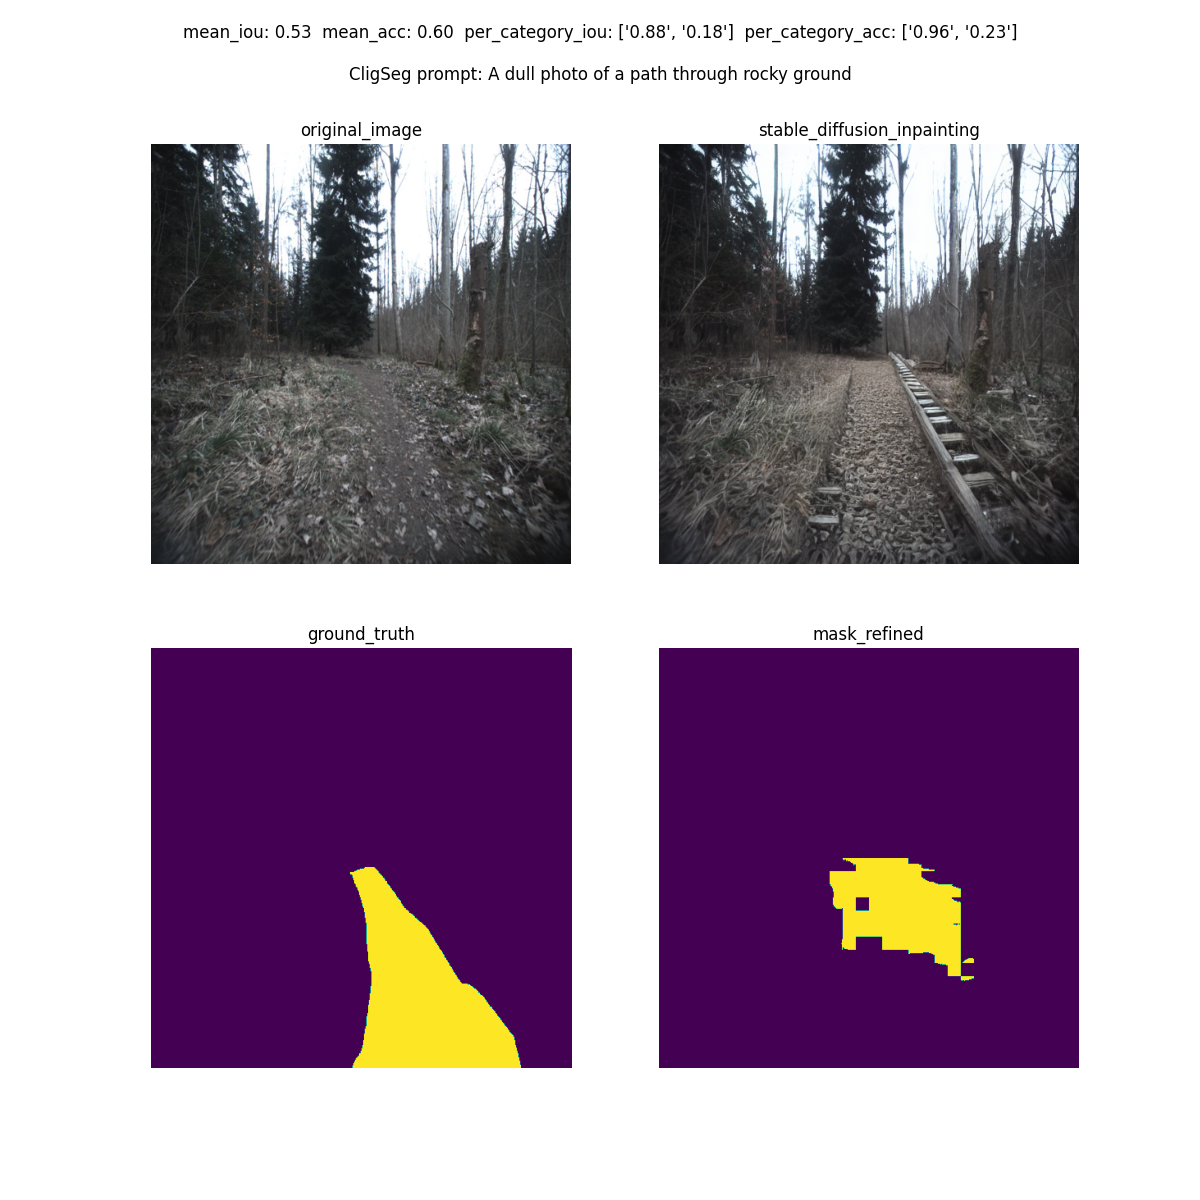 mean_iou: 0.53  mean_acc: 0.60  per_category_iou: ['0.88', '0.18']  per_category_acc: ['0.96', '0.23']
CligSeg prompt: A dull photo of a path through rocky ground
original_image
stable_diffusion_inpainting
ground_truth
mask_refined